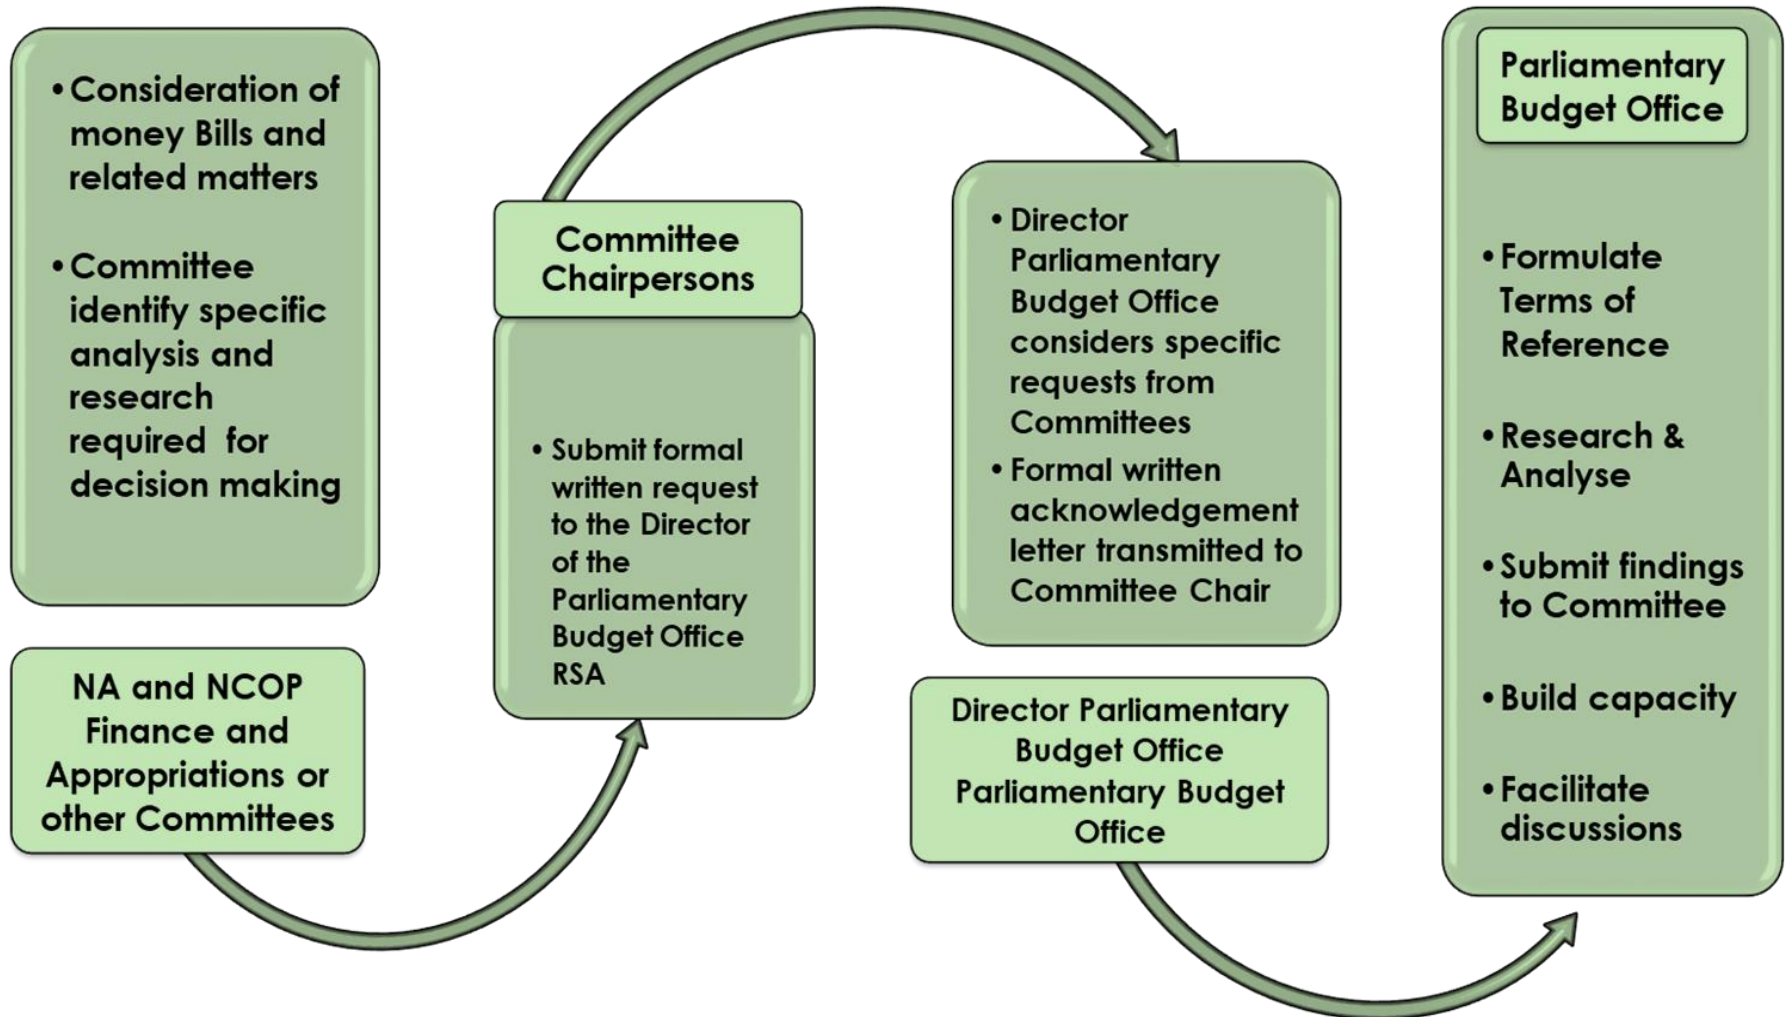 • Consideration of
money Bills and
related matters
• Committee
identify specific
analysis and
research
required for
decision making
NA and NCOP
Finance and
Appropriations or
other Committees
Committee
Chairpersons
• Submit formal
written request
to the Director
of the
Parliamentary
Budget Office
RSA
• Director
Parliamentary
Budget Office
considers specific
requests from
Committees
• Formal written
acknowledgement
letter transmitted to
Committee Chair
Director Parliamentary
Budget Office
Parliamentary Budget
Office
Parliamentary
Budget Office
• Formulate
Terms of
Reference
• Research &
Analyse
• Submit findings
to Committee
• Build capacity
• Facilitate
discussions